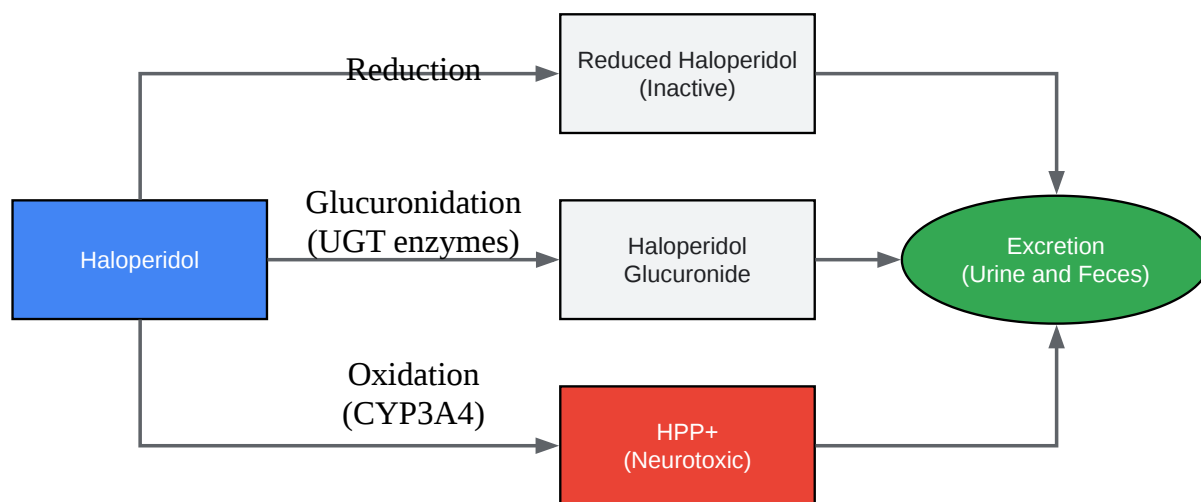 Reduction
Reduced Haloperidol
(Inactive)
Haloperidol
Glucuronidation
(UGT enzymes)
Haloperidol
Glucuronide
Excretion
(Urine and Feces)
Oxidation
(CYP3A4)
HPP+
(Neurotoxic)